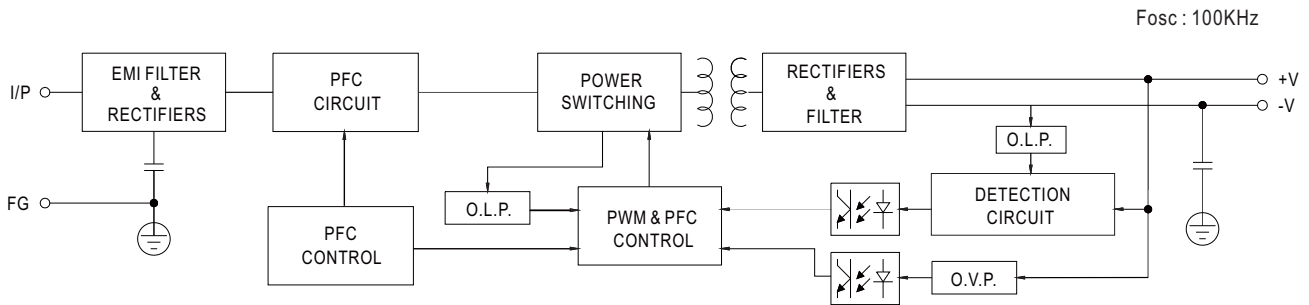 Fosc : 100KHz
I/P
EMI FILTER
&
RECTIFIERS
PFC
CIRCUIT
POWER
SWITCHING
RECTIFIERS
&
FILTER
+V
-V
O.L.P.
FG
O.L.P.
DETECTION
CIRCUIT
PFC
CONTROL
PWM & PFC
CONTROL
O.V.P.